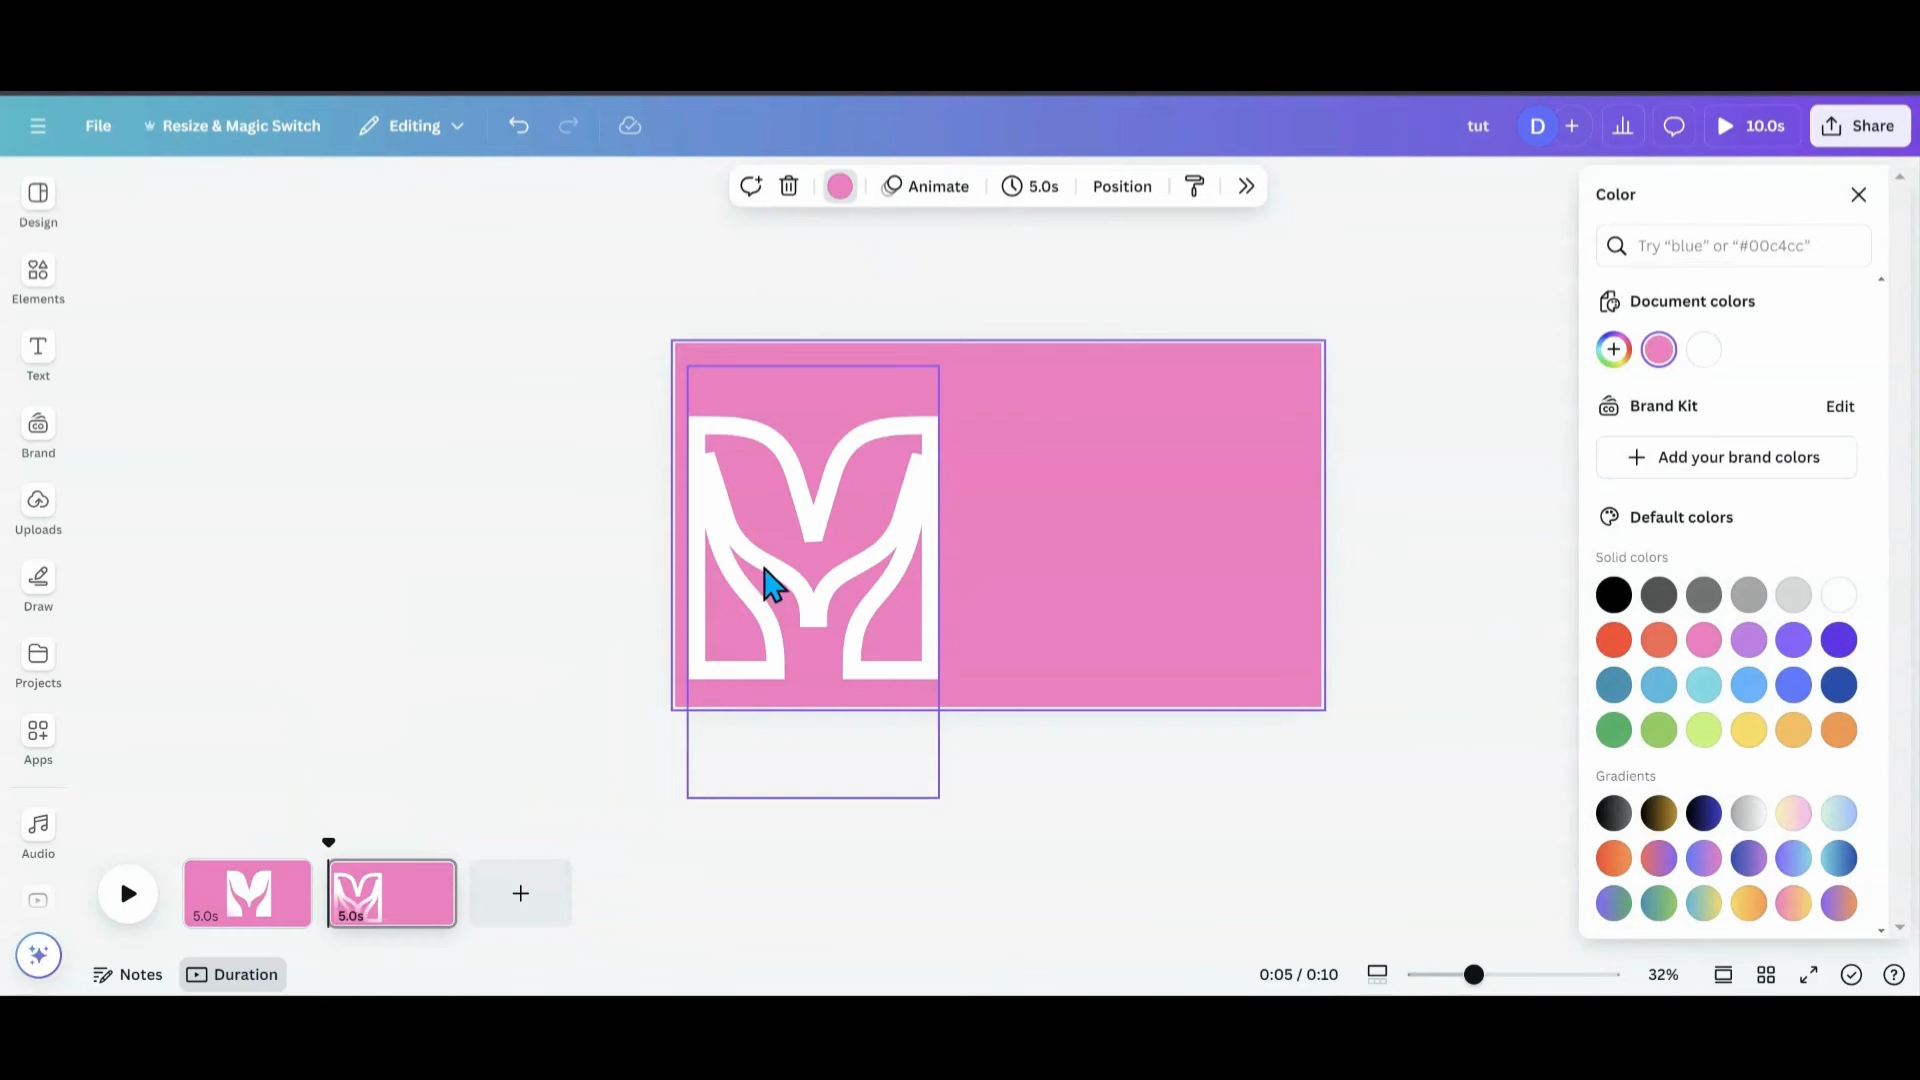 File
Resize & Magic Switch
Editing
tut
D
10.0s
Share
Animate
5.0s
Position
Design
Elements
Text
Brand
Uploads
Draw
Projects
Apps
Audio
Color
Try “blue” or “#00c4cc”
Document colors
Brand Kit
Edit
Add your brand colors
Default colors
Solid colors
Gradients
5.0s
5.0s
Notes
Duration
0:05 / 0:10
32%